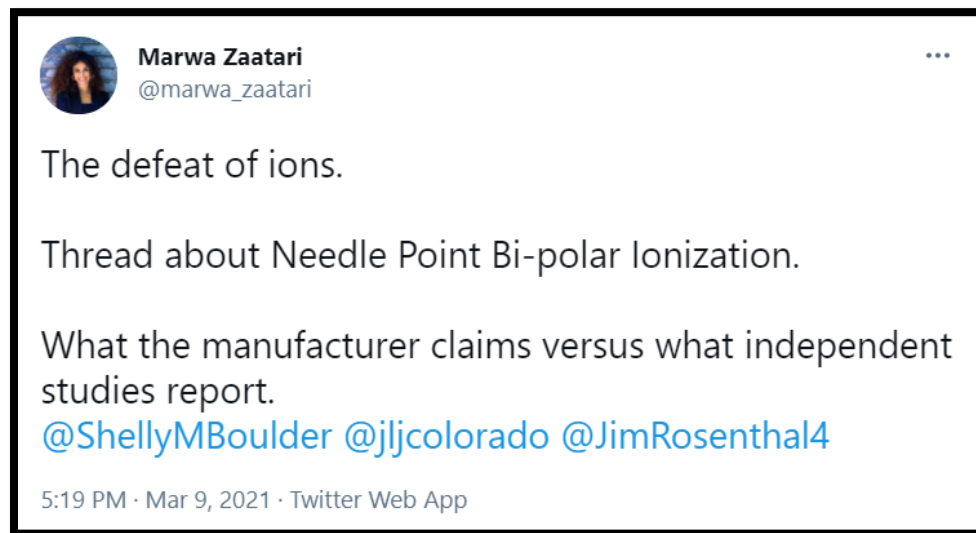 Marwa Zaatari
@marwa_zaatari
The defeat of ions.
Thread about Needle Point Bi-polar Ionization.
What the manufacturer claims versus what independent
studies report.
@ShellyMBoulder @jljcolorado @JimRosenthal4
5:19 PM · Mar 9, 2021 · Twitter Web App